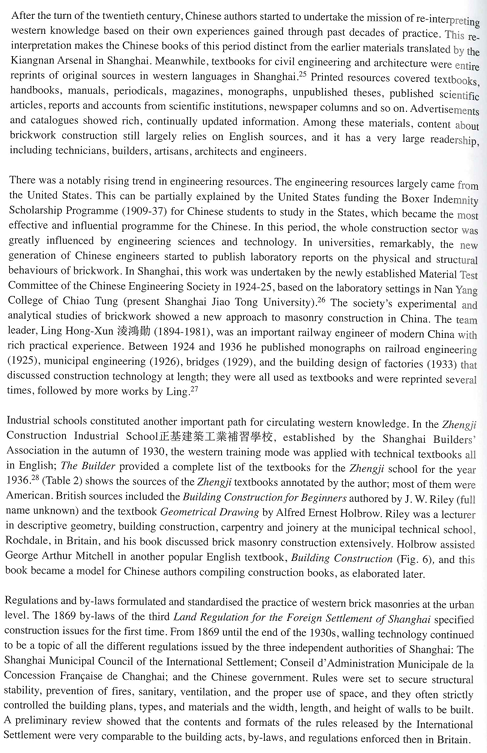 After the turn of the twentieth century, Chinese authors started to undertake the mission of re-interpreting
western knowledge based on their own experiences gained through past decades of practice. This re-
interpretation makes the Chinese books of this period distinct from the earlier materials translated by the
Kiangnan Arsenal in Shanghai. Meanwhile, textbooks for civil engineering and architecture were entire
reprints of original sources in western languages in Shanghai.25 Printed resources covered textbooks,
handbooks, manuals, periodicals, magazines, monographs, unpublished theses, published scientific
articles, reports and accounts from scientific institutions, newspaper columns and so on. Advertisements
and catalogues showed rich, continually updated information. Among these materials, content about
brickwork construction still largely relies on English sources, and it has a very large readership,
including technicians, builders, artisans, architects and engineers.
There was a notably rising trend in engineering resources. The engineering resources largely came from
the United States. This can be partially explained by the United States funding the Boxer Indemnity
Scholarship Programme (1909-37) for Chinese students to study in the States, which became the most
effective and influential programme for the Chinese. In this period, the whole construction sector was
greatly influenced by engineering sciences and technology. In universities, remarkably, the new
generation of Chinese engineers started to publish laboratory reports on the physical and structural
behaviours of brickwork. In Shanghai, this work was undertaken by the newly established Material Test
Committee of the Chinese Engineering Society in 1924-25, based on the laboratory settings in Nan Yang
College of Chiao Tung (present Shanghai Jiao Tong University).26 The society's experimental and
analytical studies of brickwork showed a new approach to masonry construction in China. The team
leader, Ling Hong-Xun 淩鴻勛 (1894-1981), was an important railway engineer of modern China with
rich practical experience. Between 1924 and 1936 he published monographs on railroad engineering
(1925), municipal engineering (1926), bridges (1929), and the building design of factories (1933) that
discussed construction technology at length; they were all used as textbooks and were reprinted several
times, followed by more works by Ling.27
Industrial schools constituted another important path for circulating western knowledge. In the Zhengji
Construction Industrial School正基建築工業補習學校, established by the Shanghai Builders'
Association in the autumn of 1930, the western training mode was applied with technical textbooks all
in English; The Builder provided a complete list of the textbooks for the Zhengji school for the year
1936.28 (Table 2) shows the sources of the Zhengji textbooks annotated by the author; most of them were
American. British sources included the Building Construction for Beginners authored by J. W. Riley (full
name unknown) and the textbook Geometrical Drawing by Alfred Ernest Holbrow. Riley was a lecturer
in descriptive geometry, building construction, carpentry and joinery at the municipal technical school,
Rochdale, in Britain, and his book discussed brick masonry construction extensively. Holbrow assisted
George Arthur Mitchell in another popular English textbook, Building Construction (Fig. 6), and this
book became a model for Chinese authors compiling construction books, as elaborated later.
Regulations and by-laws formulated and standardised the practice of western brick masonries at the urban
level. The 1869 by-laws of the third Land Regulation for the Foreign Settlement of Shanghai specified
construction issues for the first time. From 1869 until the end of the 1930s, walling technology continued
to be a topic of all the different regulations issued by the three independent authorities of Shanghai: The
Shanghai Municipal Council of the International Settlement; Conseil d'Administration Municipale de la
Concession Française de Changhai; and the Chinese government. Rules were set to secure structural
stability, prevention of fires, sanitary, ventilation, and the proper use of space, and they often strictly
controlled the building plans, types, and materials and the width, length, and height of walls to be built.
A preliminary review showed that the contents and formats of the rules released by the International
Settlement were very comparable to the building acts, by-laws, and regulations enforced then in Britain.